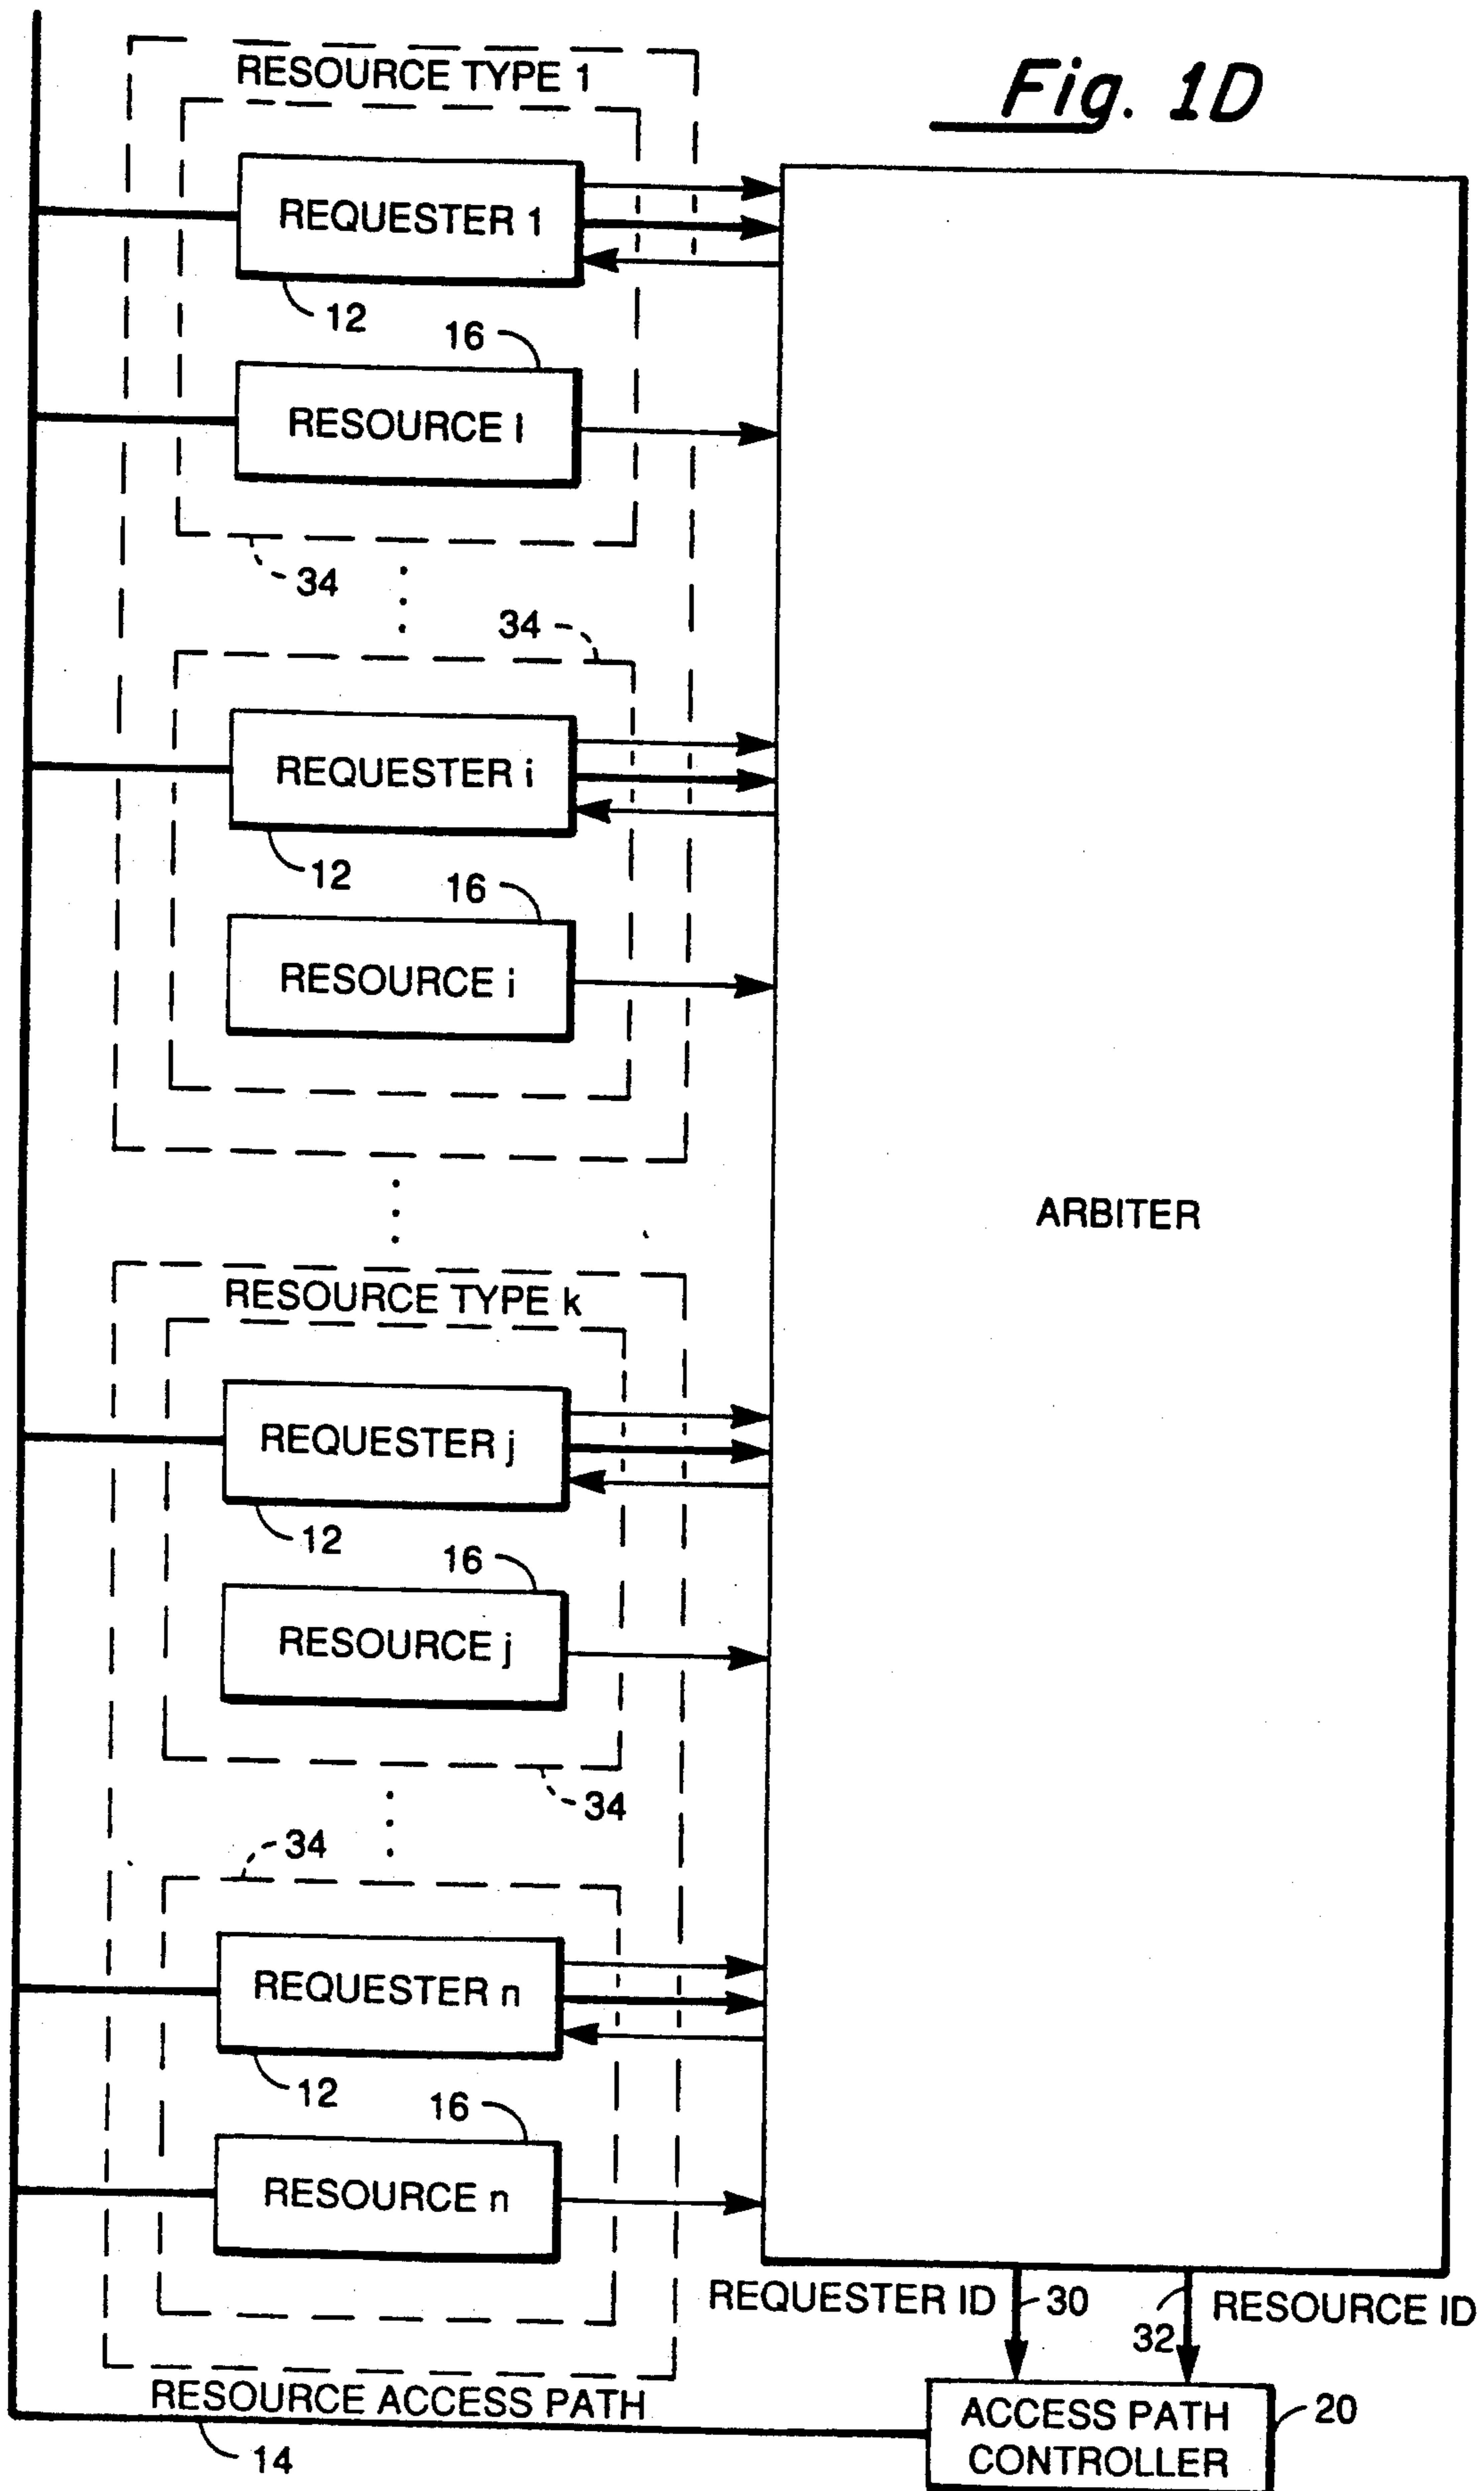 Fig. 1D
RESOURCE TYPE 1
REQUESTER 1
12
16
RESOURCE I
34
34
REQUESTER i
12
16
RESOURCE i
ARBITER
RESOURCE TYPE k
REQUESTER j
12
16
RESOURCE j
34
34
REQUESTER n
12
16
RESOURCE n
REQUESTER ID
30
32
RESOURCE ID
RESOURCE ACCESS PATH
14
ACCESS PATH
CONTROLLER
20